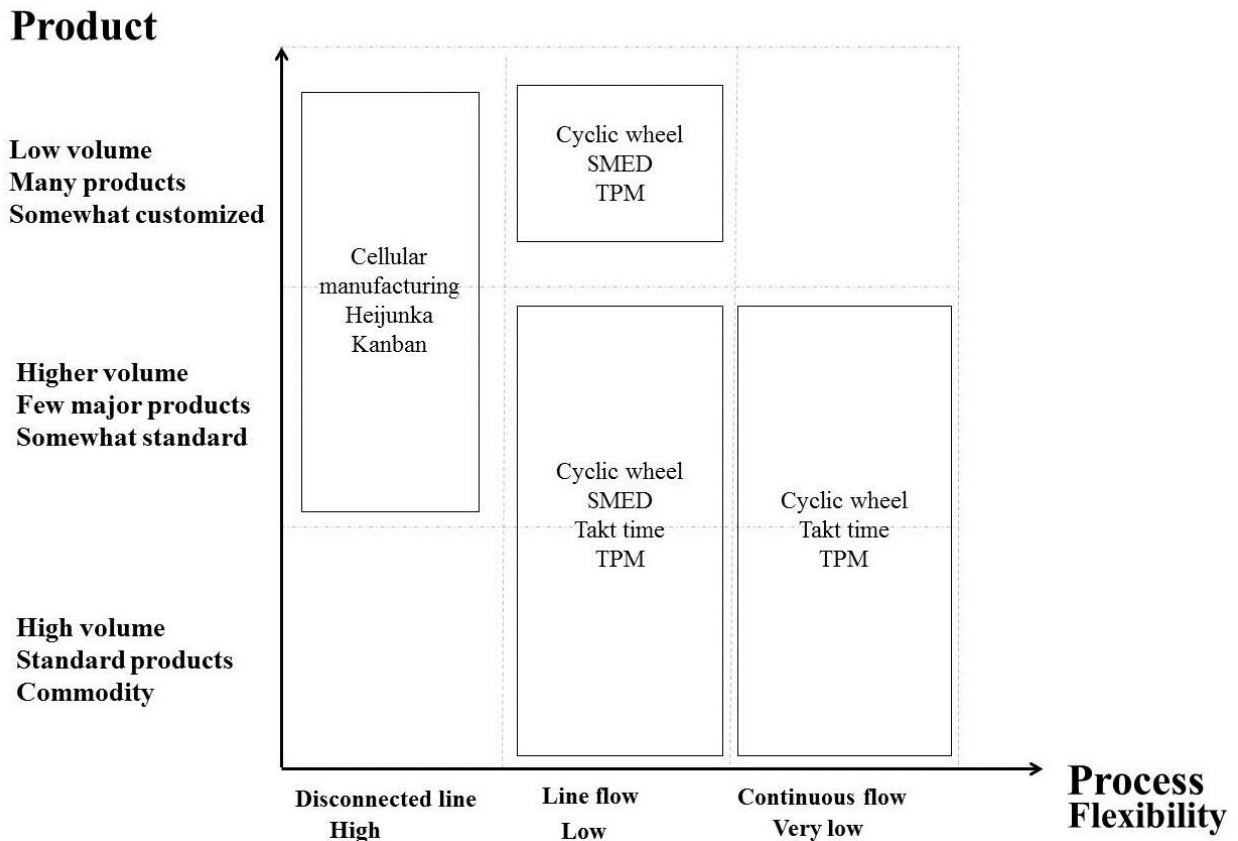 Product
Low volume
Many products
Somewhat customized
Cyclic wheel
SMED
TPM
Cellular
manufacturing
Heijunka
Kanban
Higher volume
Few major products
Somewhat standard
Cyclic wheel
SMED
Takt time
TPM
Cyclic wheel
Takt time
TPM
High volume
Standard products
Commodity
Disconnected line
High
Line flow
Low
Continuous flow
Very low
Process
Flexibility